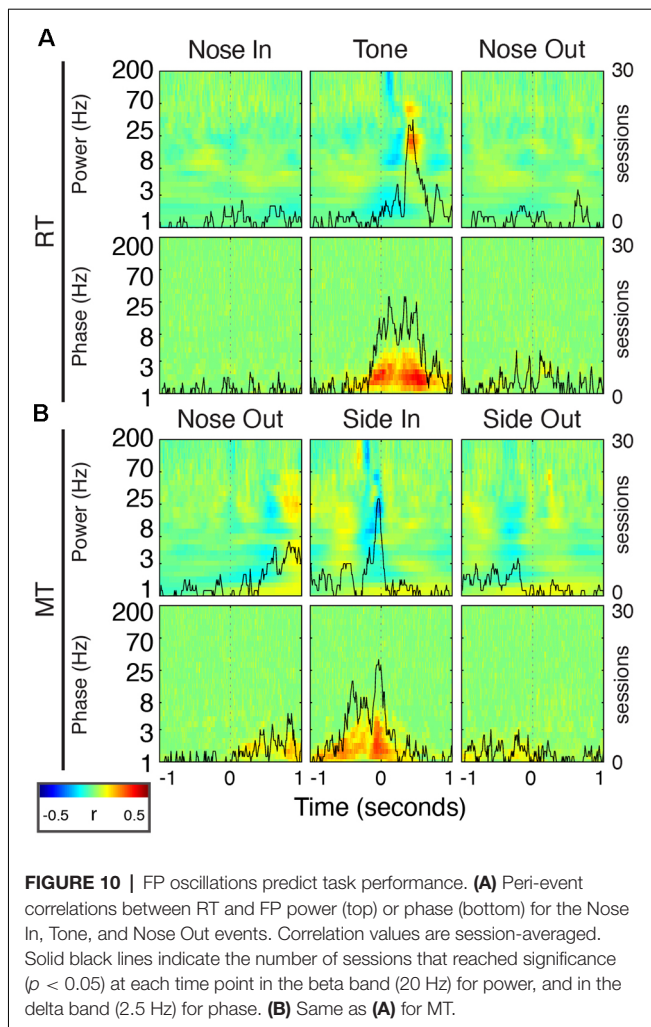 A
Nose In Tone Nose Out
RT
Power (Hz)
200
70
25
8
3
1
30
sessions
0
Phase (Hz)
200
70
25
8
3
1
30
sessions
0
B
Nose Out Side In Side Out
MT
Power (Hz)
200
70
25
8
3
1
30
sessions
0
Phase (Hz)
200
70
25
8
3
1
30
sessions
0
-1 0 1 -1 0 1 -1 0 1
Time (seconds)
-0.5 r 0.5
FIGURE 10 | FP oscillations predict task performance. (A) Peri-event
correlations between RT and FP power (top) or phase (bottom) for the Nose
In, Tone, and Nose Out events. Correlation values are session-averaged.
Solid black lines indicate the number of sessions that reached significance
(p < 0.05) at each time point in the beta band (20 Hz) for power, and in the
delta band (2.5 Hz) for phase. (B) Same as (A) for MT.